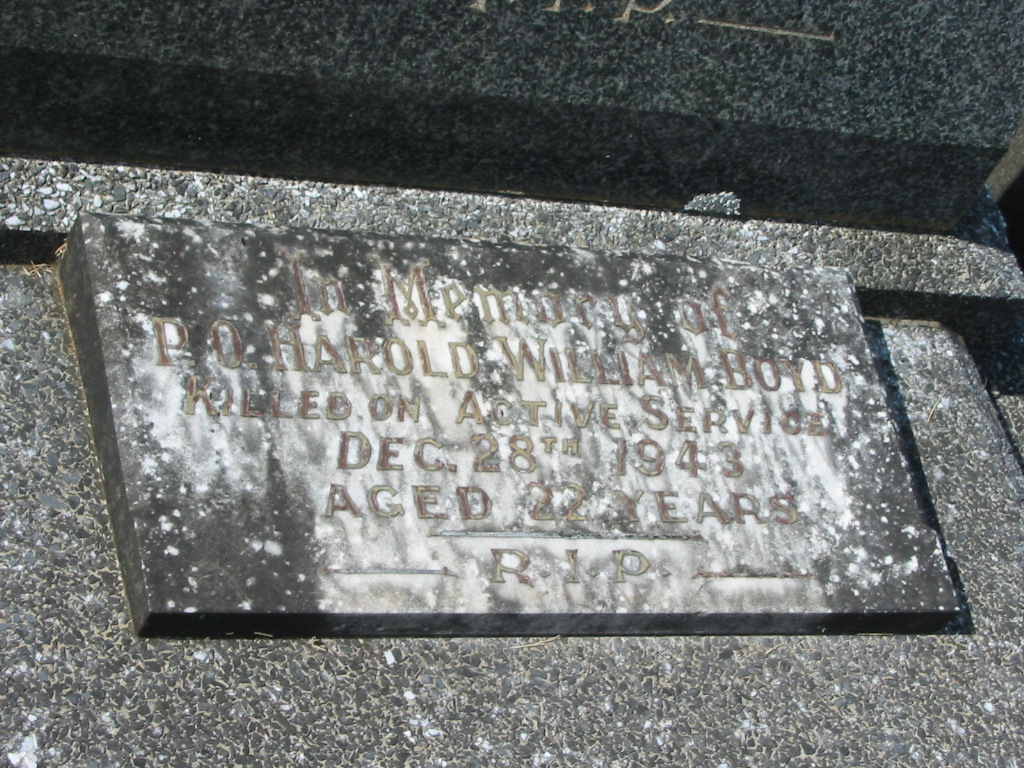 R.I.P.
In Memory of
P.O. HAROLD WILLIAM BOYD
KILLED ON ACTIVE SERVICE
DEC. 28TH 1943
AGED 22 YEARS
R.I.P.